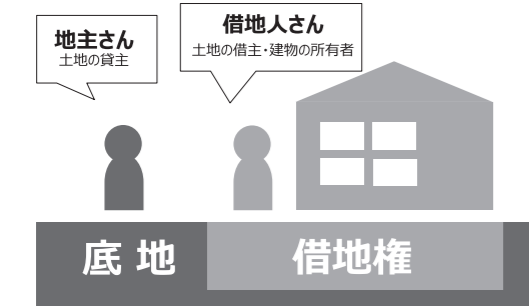 地主さん
土地の貸主
借地人さん
土地の借主・建物の所有者
底地
借地権